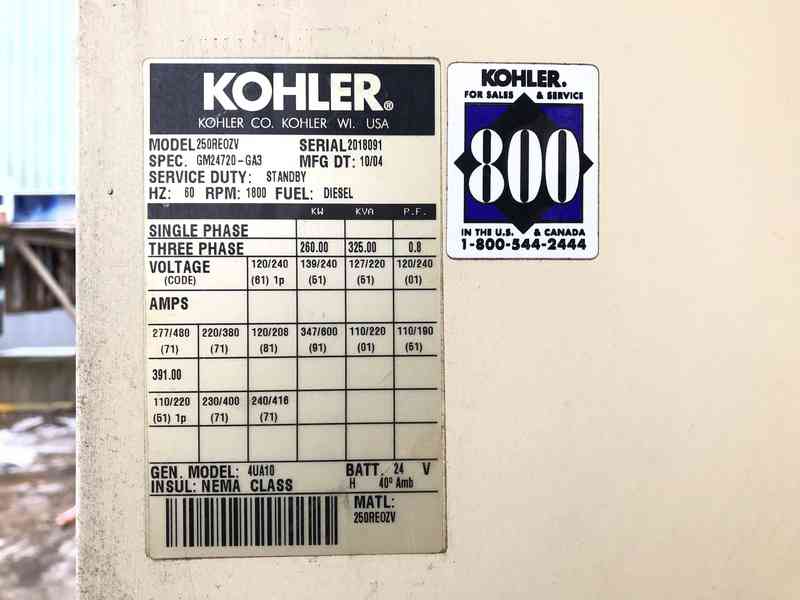 KOHLER®
KOHLER CO. KOHLER WI. USA
MODEL 250REOZV SERIAL 2018091
SPEC. GM24720-GA3 MFG DT: 10/04
SERVICE DUTY: STANDBY
HZ: 60 RPM: 1800 FUEL: DIESEL
KW KVA P.F.
SINGLE PHASE
THREE PHASE 260.00 325.00 0.8
VOLTAGE 120/240 139/240 127/220 120/240
(CODE) (61) 1p (51) (61) (01)
AMPS
277/480 220/380 120/208 347/600 110/220 110/190
(71) (71) (81) (91) (01) (61)
391.00
110/220 230/400 240/416
(61) 1p (71) (71)
GEN. MODEL: 4UA10 BATT. 24 V
INSUL: NEMA CLASS H 40° Amb
MATL:
250REOZV
KOHLER.
FOR SALES & SERVICE
800
IN THE U.S. & CANADA
1-800-544-2444